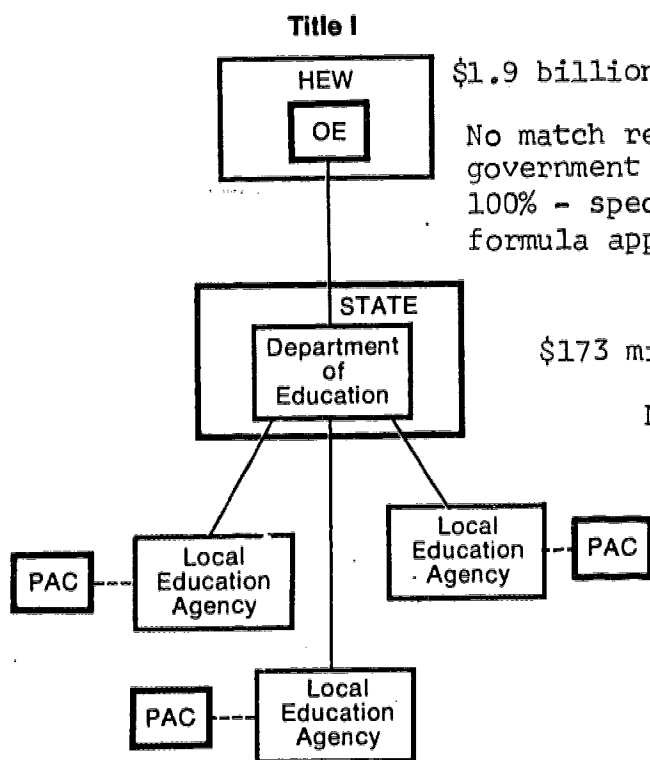 Title I
HEW
OE
$1.9 billion
No match re
government
100% - spec
formula app
STATE
Department
of
Education
$173 mi
Local
Education
Agency
PAC
Local
Education
Agency
PAC
Local
Education
Agency
PAC